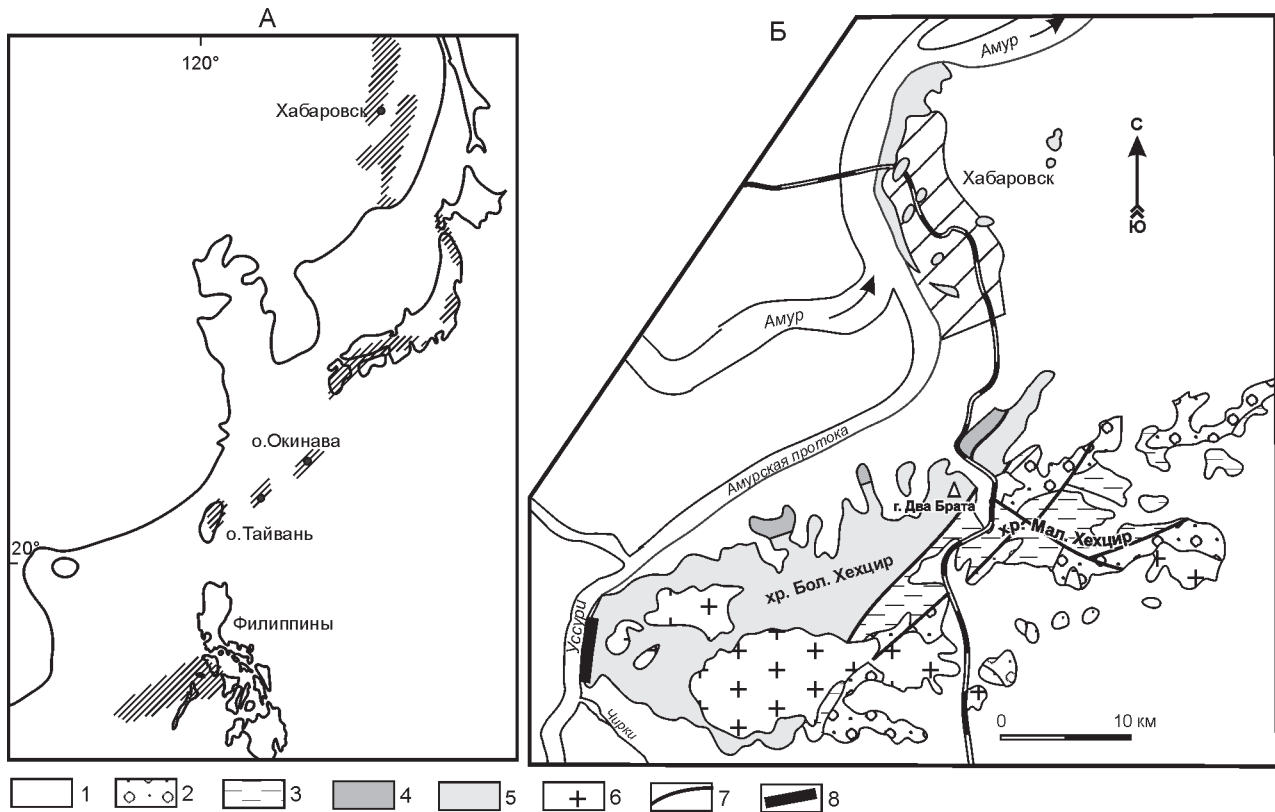 А
120°
Хабаровск
о.Окинава
о.Тайвань
20°
Филиппины
Б
Амур
С
Ю
Хабаровск
Амур
Амурская протока
г. Два Брата
хр. Мал. Хехцир
хр. Бол. Хехцир
Уссури
Чирки
0 10 км
1 2 3 4 5 6 7 8